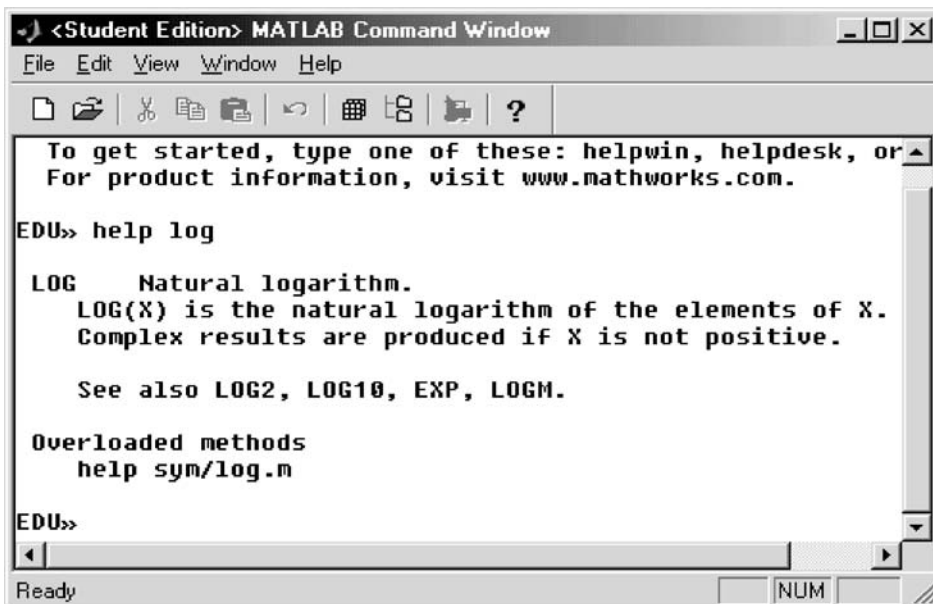 <Student Edition> MATLAB Command Window
File Edit View Window Help
To get started, type one of these: helpwin, helpdesk, or
For product information, visit www.mathworks.com.
EDU» help log
LOG Natural logarithm.
LOG(X) is the natural logarithm of the elements of X.
Complex results are produced if X is not positive.
See also LOG2, LOG10, EXP, LOGM.
Overloaded methods
help sym/log.m
EDU»
Ready NUM